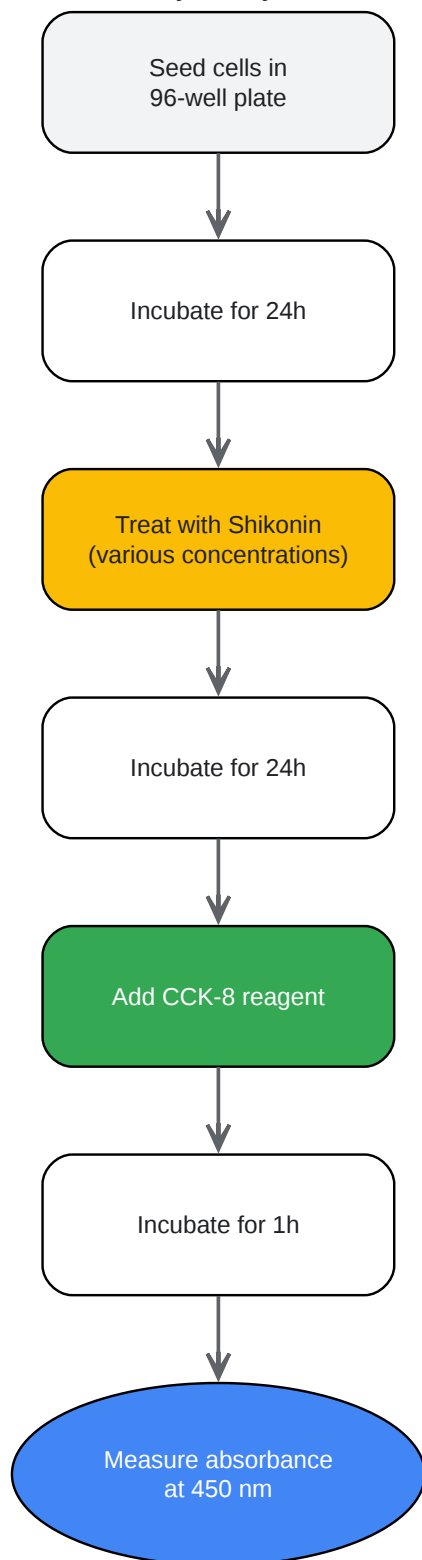 Seed cells in
96-well plate
Incubate for 24h
Treat with Shikonin
(various concentrations)
Incubate for 24h
Add CCK-8 reagent
Incubate for 1h
Measure absorbance
at 450 nm